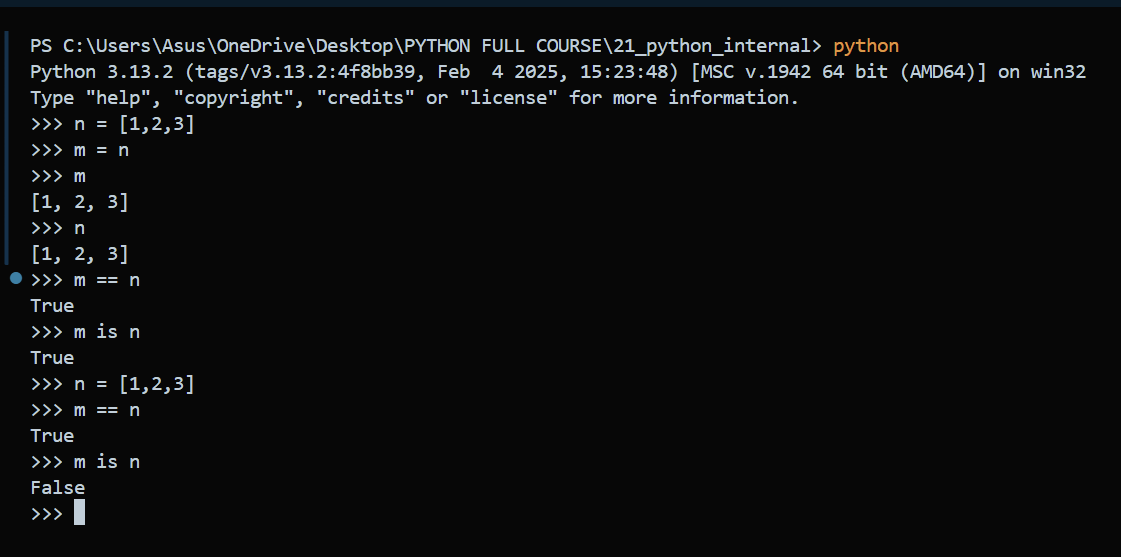 PS C:\Users\Asus\OneDrive\Desktop\PYTHON FULL COURSE\21_python_internal> python
Python 3.13.2 (tags/v3.13.2:4f8bb39, Feb  4 2025, 15:23:48) [MSC v.1942 64 bit (AMD64)] on win32
Type "help", "copyright", "credits" or "license" for more information.
>>> n = [1,2,3]
>>> m = n
>>> m
[1, 2, 3]
>>> n
[1, 2, 3]
>>> m == n
True
>>> m is n
True
>>> n = [1,2,3]
>>> m == n
True
>>> m is n
False
>>>